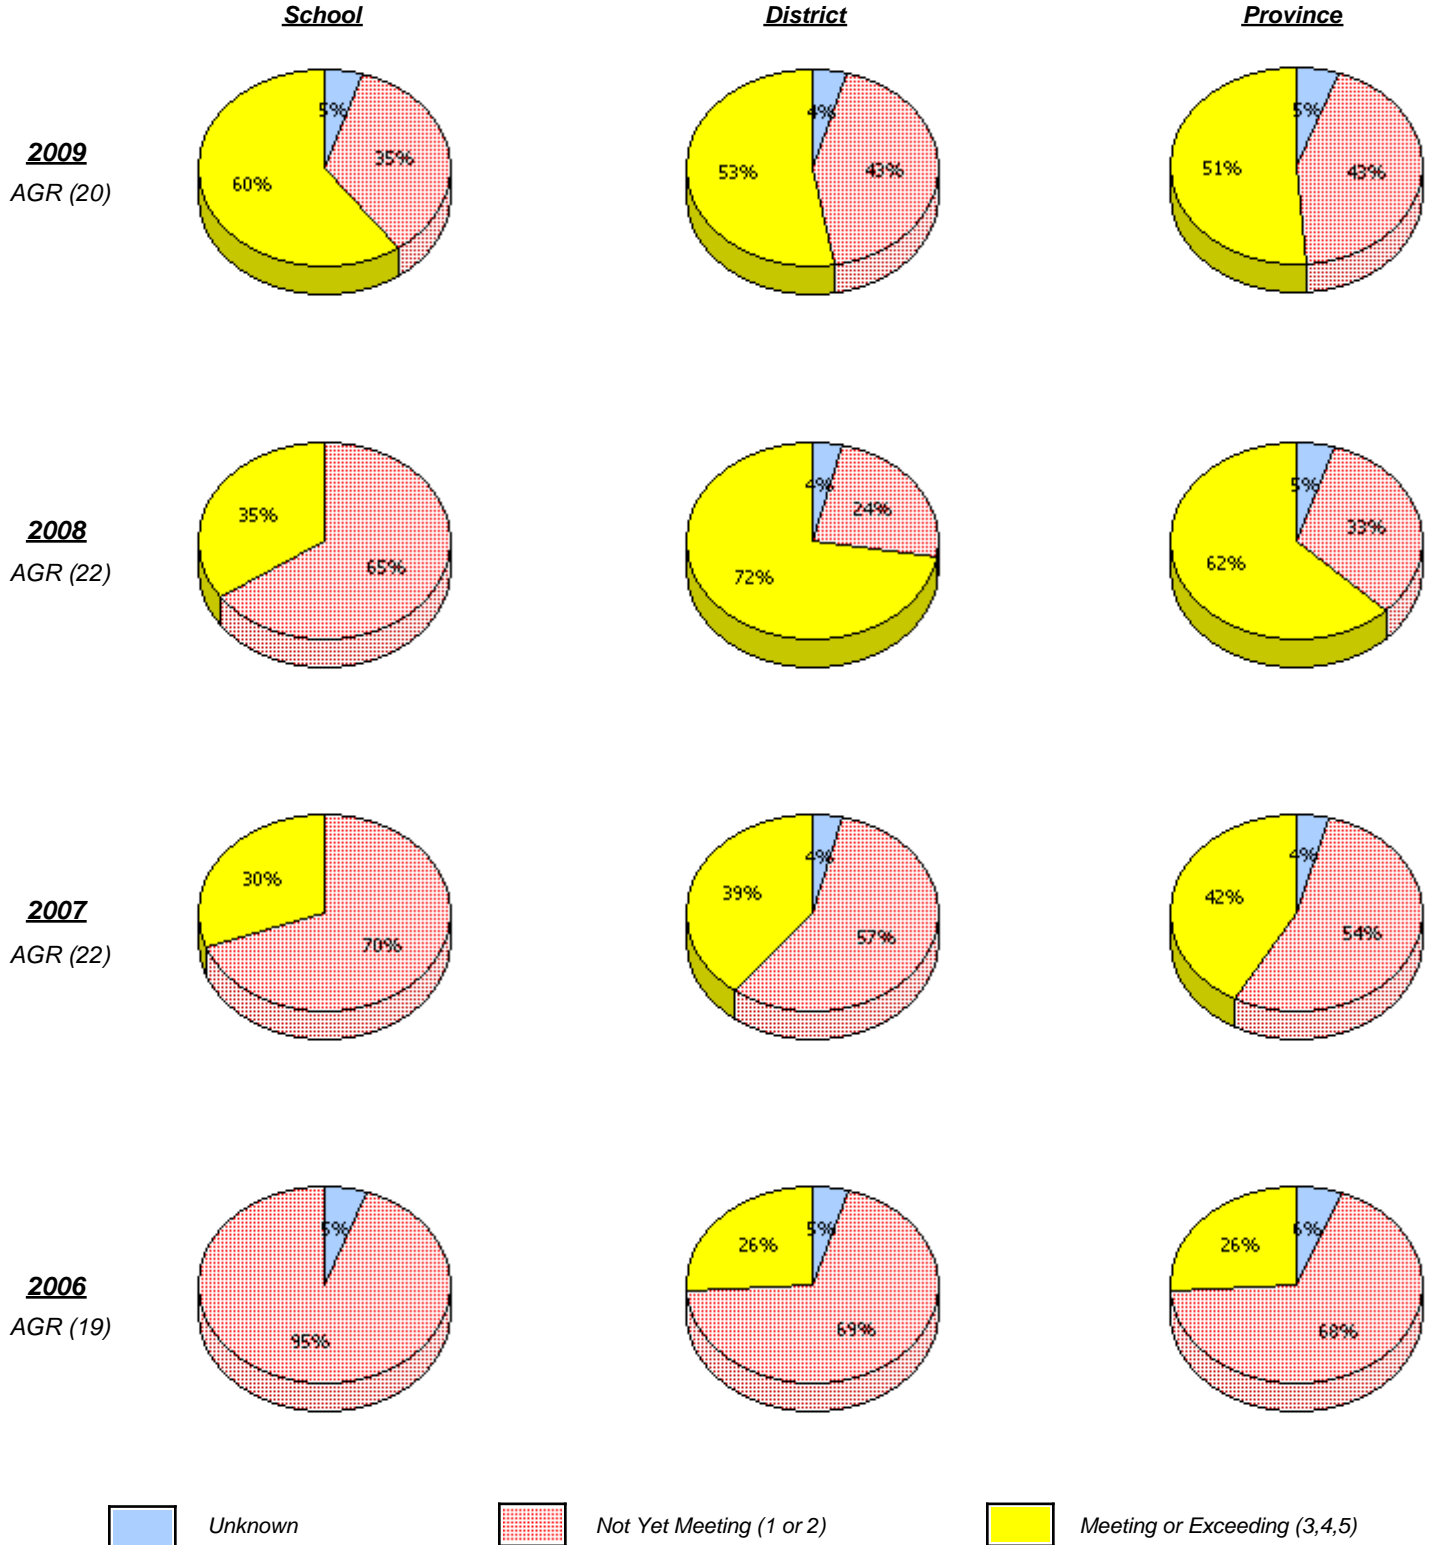 School District Province
5% 35% 60%
4% 43% 53%
5% 43% 51%
2009
AGR (20)
65% 35%
4% 24% 72%
5% 33% 62%
2008
AGR (22)
70% 30%
4% 57% 39%
4% 54% 42%
2007
AGR (22)
5% 95%
5% 69% 26%
6% 68% 26%
2006
AGR (19)
Unknown Not Yet Meeting (1 or 2) Meeting or Exceeding (3,4,5)